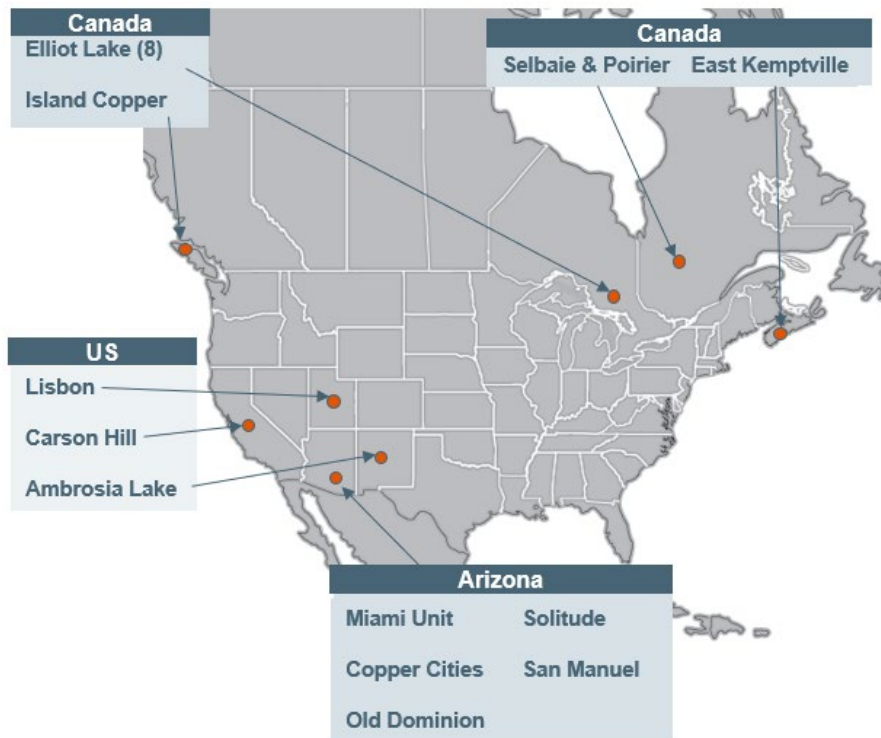 Canada
Elliot Lake (8)
Island Copper
Canada
Selbaie & Poirier East Kemptville
US
Lisbon
Carson Hill
Ambrosia Lake
Arizona
Miami Unit Solitude
Copper Cities San Manuel
Old Dominion